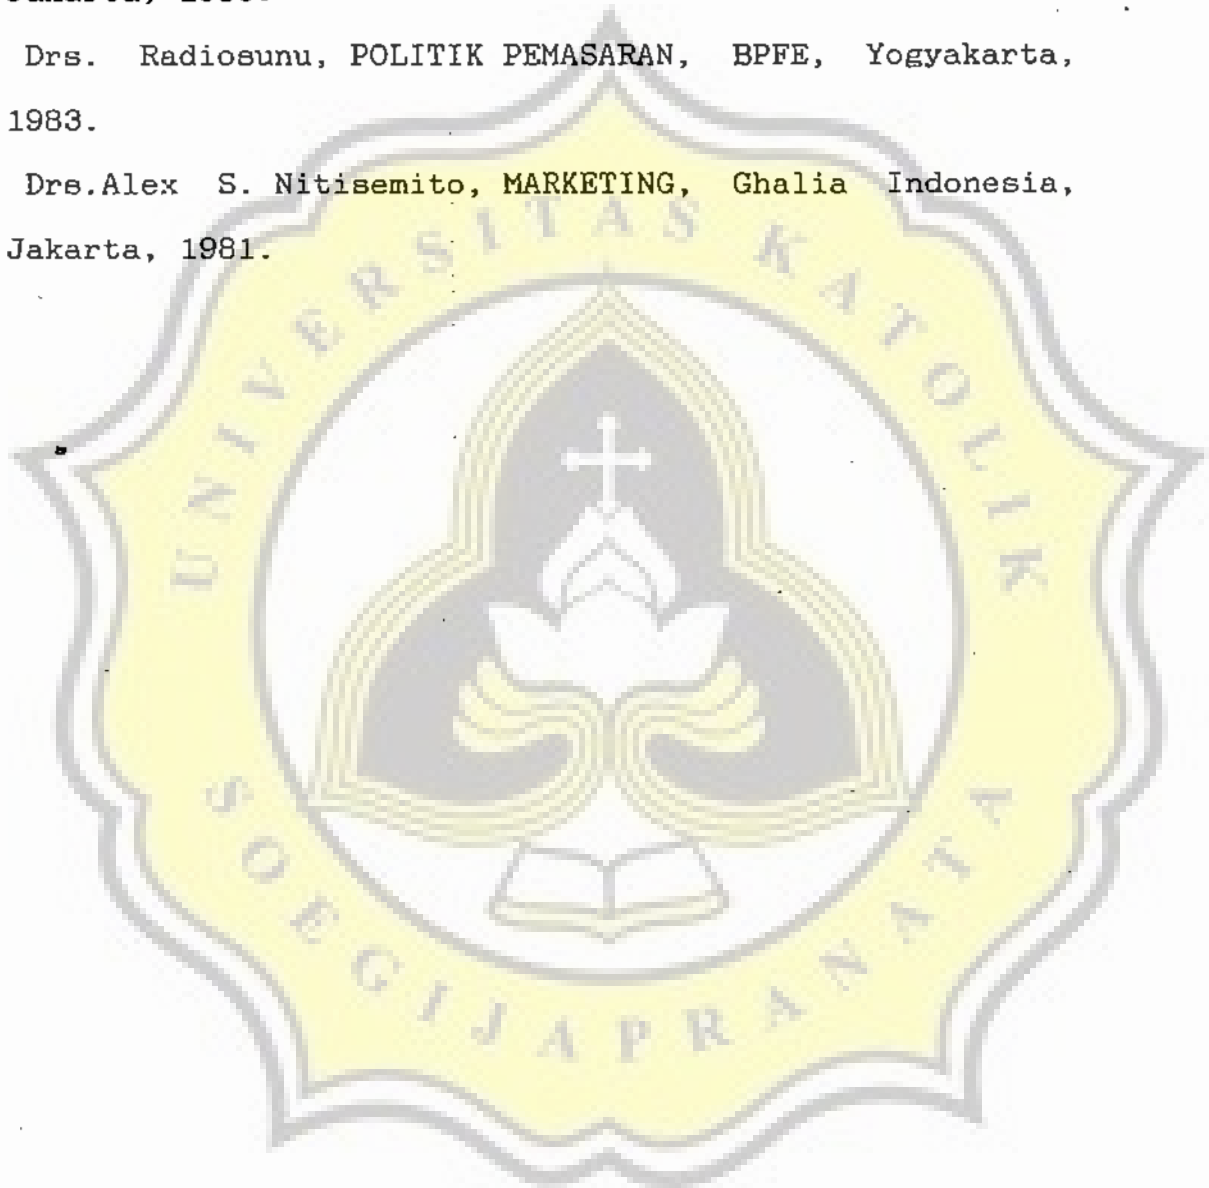 Drs. Radiosunu, POLITIK PEMASARAN, BPFE, Yogyakarta,
1983.
Drs.Alex S. Nitisemito, MARKETING, Ghalia Indonesia,
Jakarta, 1981.
UNIVERSITAS KATOLIK
SOEGIJAPRANATA